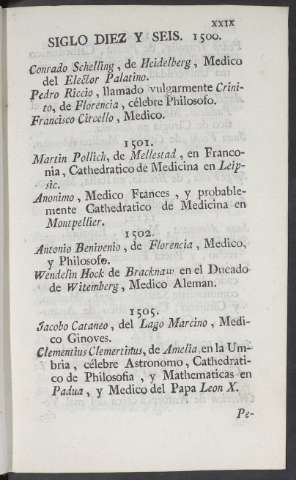 XXIX
SIGLO DIEZ Y SEIS. 1500.
Conrado Schelling, de Heidelberg, Medico
del Elector Palatino.
Pedro Riccio, llamado vulgarmente Crini-
to, de Florencia, célebre Philosofo.
Francisco Circello, Medico.
1501.
Martin Pollich, de Mellestad, en Franco-
nia, Cathedratico de Medicina en Leip-
sic.
Anonimo, Medico Frances, y probable-
mente Cathedratico de Medicina en
Montpellier.
1502.
Antonio Benivenio, de Florencia, Medico,
y Philosofo.
Wendelin Hock de Bracknaw en el Ducado
de Witemberg, Medico Aleman.
1505.
Jacobo Cataneo, del Lago Marcino, Medi-
co Ginoves.
Clementius Clementinus, de Amelia en la Um-
bria, célebre Astronomo, Cathedrati-
co de Philosofia, y Mathematicas en
Padua, y Medico del Papa Leon X.
Pe-